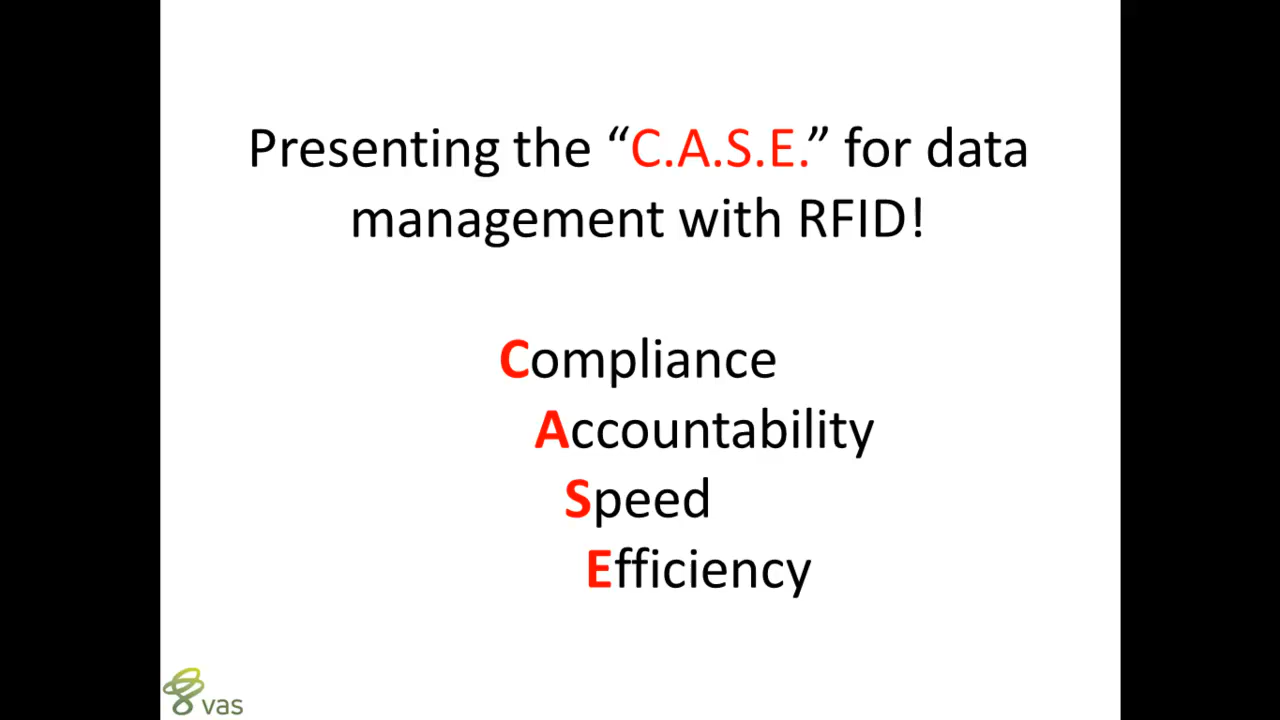 Presenting the “C.A.S.E.” for data
management with RFID!
Compliance
Accountability
Speed
Efficiency
vas